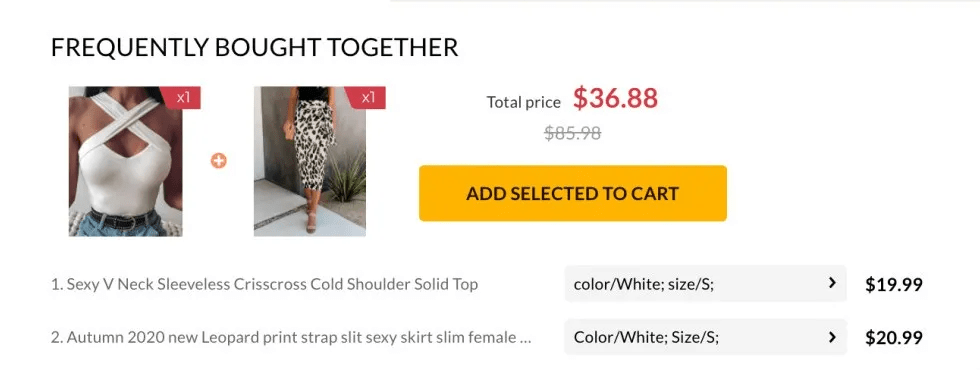 FREQUENTLY BOUGHT TOGETHER
x1
x1
Total price $36.88
$85.98
ADD SELECTED TO CART
1. Sexy V Neck Sleeveless Crisscross Cold Shoulder Solid Top color/White; size/S; $19.99
2. Autumn 2020 new Leopard print strap slit sexy skirt slim female ... Color/White; Size/S; $20.99